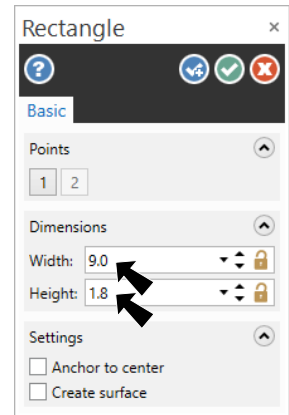 Rectangle ×
?
Basic
Points
1 2
Dimensions
Width: 9.0
Height: 1.8
Settings
Anchor to center
Create surface